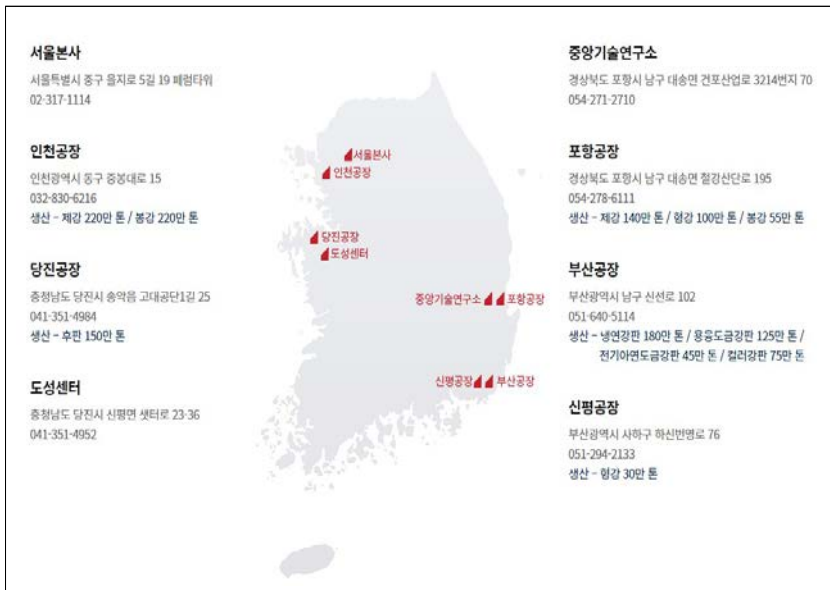 서울본사
서울특별시 중구 을지로 5길 19 페럼타워
02-317-1114
인천공장
인천광역시 동구 중봉대로 15
032-830-6216
생산 – 제강 220만 톤 / 봉강 220만 톤
당진공장
충청남도 당진시 송악읍 고대공단1길 25
041-351-4984
생산 – 후판 150만 톤
도성센터
충청남도 당진시 신평면 샛터로 23-36
041-351-4952
서울본사
인천공장
당진공장
도성센터
중앙기술연구소 포항공장
신평공장 부산공장
중앙기술연구소
경상북도 포항시 남구 대송면 건포산업로 3214번지 70
054-271-2710
포항공장
경상북도 포항시 남구 대송면 철강산단로 195
054-278-6111
생산 – 제강 140만 톤 / 형강 100만 톤 / 봉강 55만 톤
부산공장
부산광역시 남구 신선로 102
051-640-5114
생산 – 냉연강판 180만 톤 / 용융도금강판 125만 톤 /
전기아연도금강판 45만 톤 / 컬러강판 75만 톤
신평공장
부산광역시 사하구 하신번영로 76
051-294-2133
생산 – 형강 30만 톤